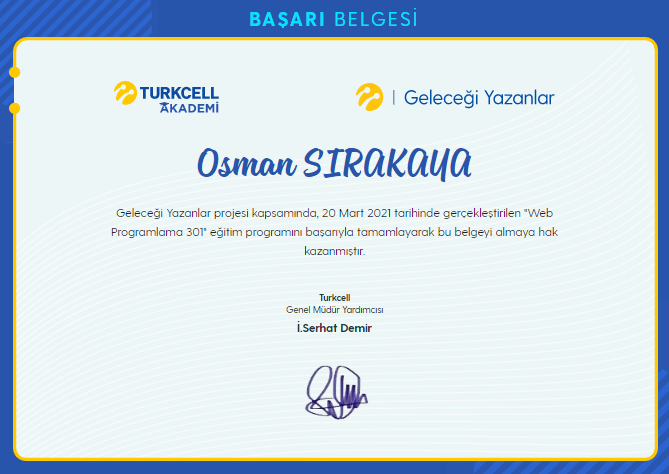 BAŞARI BELGESİ
TURKCELL
AKADEMİ
Geleceği Yazanlar
Osman SIRAKAYA
Geleceği Yazanlar projesi kapsamında, 20 Mart 2021 tarihinde gerçekleştirilen "Web
Programlama 301" eğitim programını başarıyla tamamlayarak bu belgeyi almaya hak
kazanmıştır.
Turkcell
Genel Müdür Yardımcısı
İ.Serhat Demir